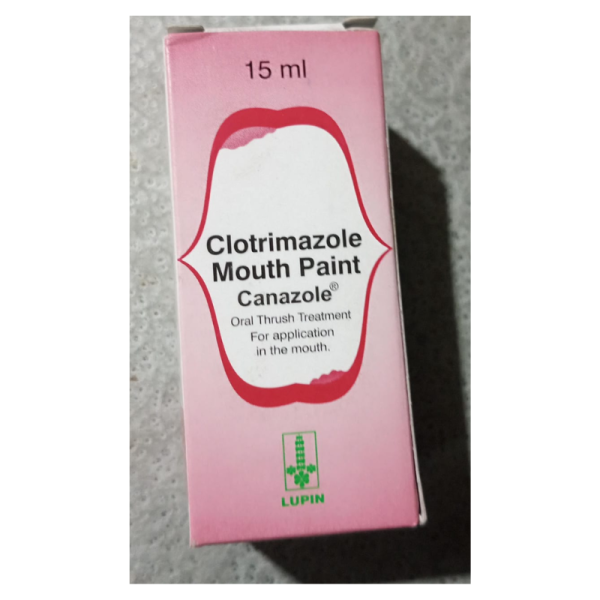 15 ml
Clotrimazole
Mouth Paint
Canazole®
Oral Thrush Treatment
For application
in the mouth.
LUPIN